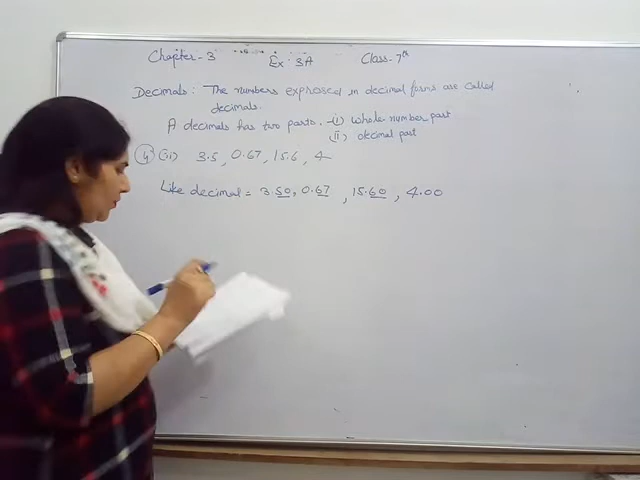 Chapter-3 Ex: 3A Class-7th
Decimals: The numbers expressed in decimal forms are called
decimals.
A decimals has two parts. -(i) whole number part
(ii) decimal part
4 (ii) 3.5, 0.67, 15.6, 4
Like decimal = 3.50, 0.67, 15.60, 4.00